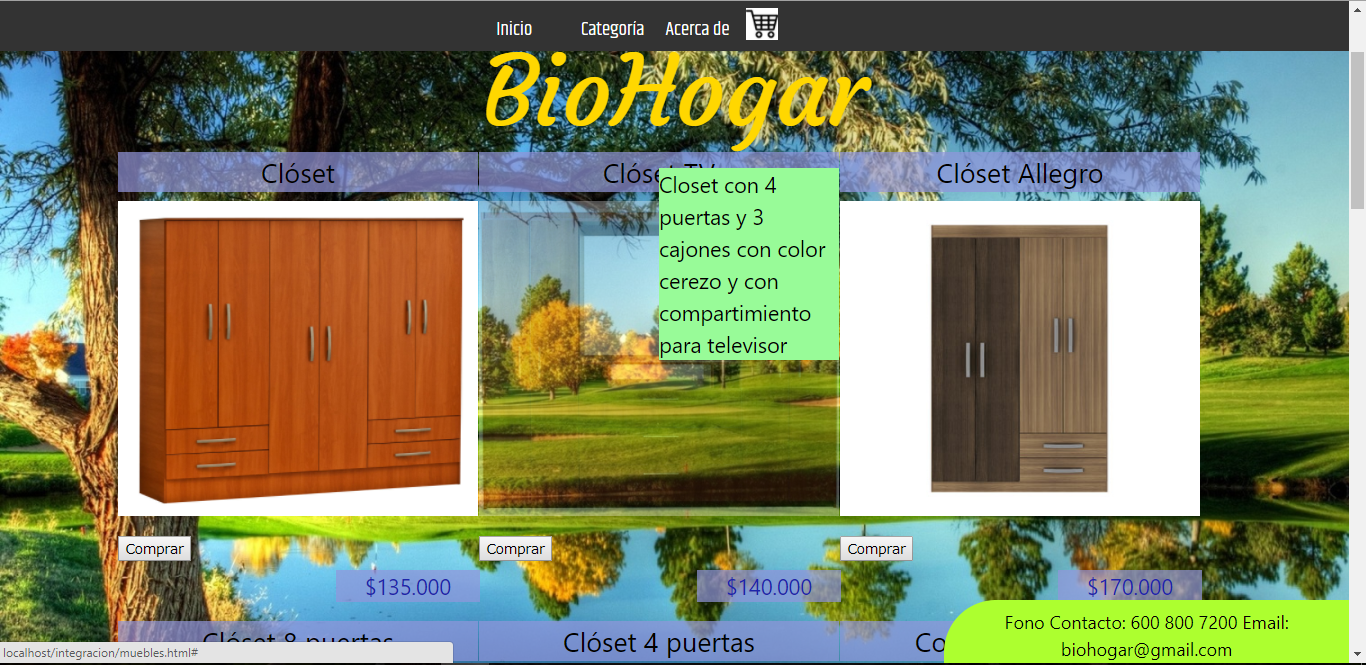 Inicio Categoría Acerca de
BioHogar
Clóset Clóset TV Clóset Allegro
Closet con 4
puertas y 3
cajones con color
cerezo y con
compartimiento
para televisor
Comprar Comprar Comprar
$135.000 $140.000 $170.000
Clóset 8 puertas Clóset 4 puertas Co
Fono Contacto: 600 800 7200 Email:
biohogar@gmail.com
localhost/integracion/muebles.html#